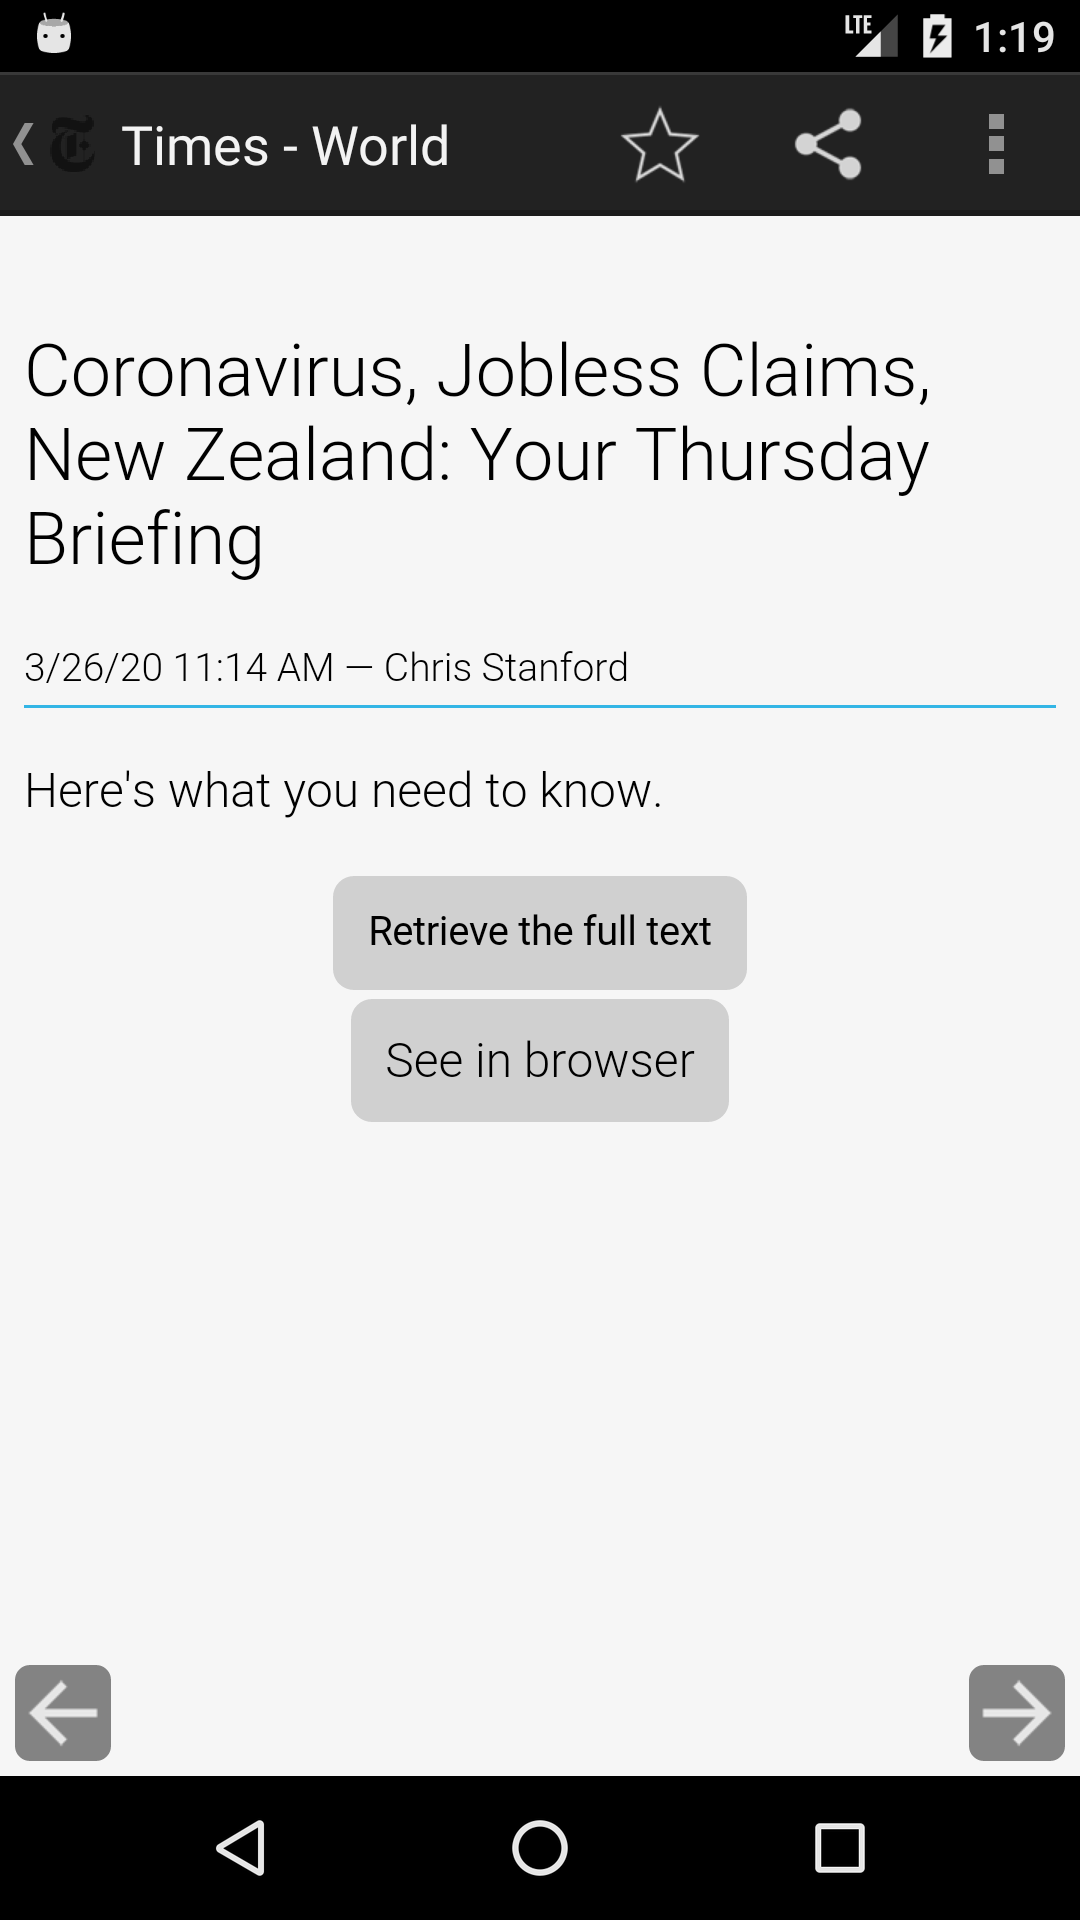 LTE 1:19
Times - World
Coronavirus, Jobless Claims,
New Zealand: Your Thursday
Briefing
3/26/20 11:14 AM — Chris Stanford
Here's what you need to know.
Retrieve the full text
See in browser